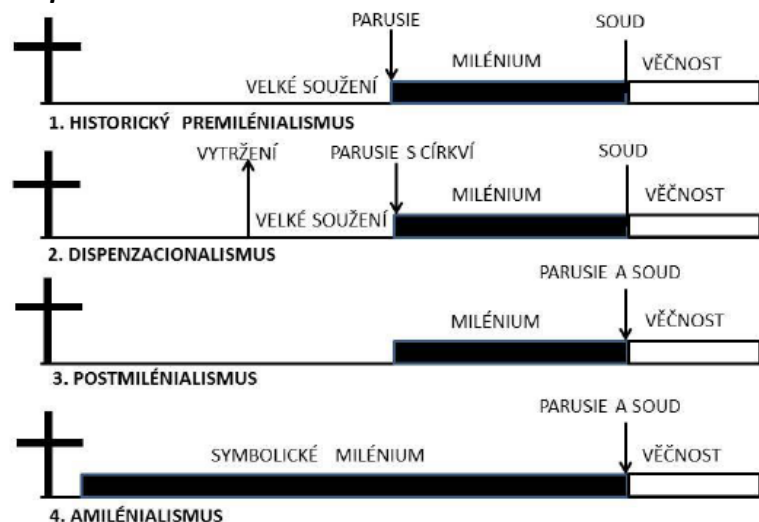 PARUSIE SOUD
MILÉNIUM VĚČNOST
VELKÉ SOUŽENÍ
1. HISTORICKÝ PREMILÉNIALISMUS
VYTRŽENÍ PARUSIE S CÍRKVÍ SOUD
MILÉNIUM VĚČNOST
VELKÉ SOUŽENÍ
2. DISPENZACIONALISMUS
PARUSIE A SOUD
MILÉNIUM VĚČNOST
3. POSTMILÉNIALISMUS
PARUSIE A SOUD
SYMBOLICKÉ MILÉNIUM VĚČNOST
4. AMILÉNIALISMUS